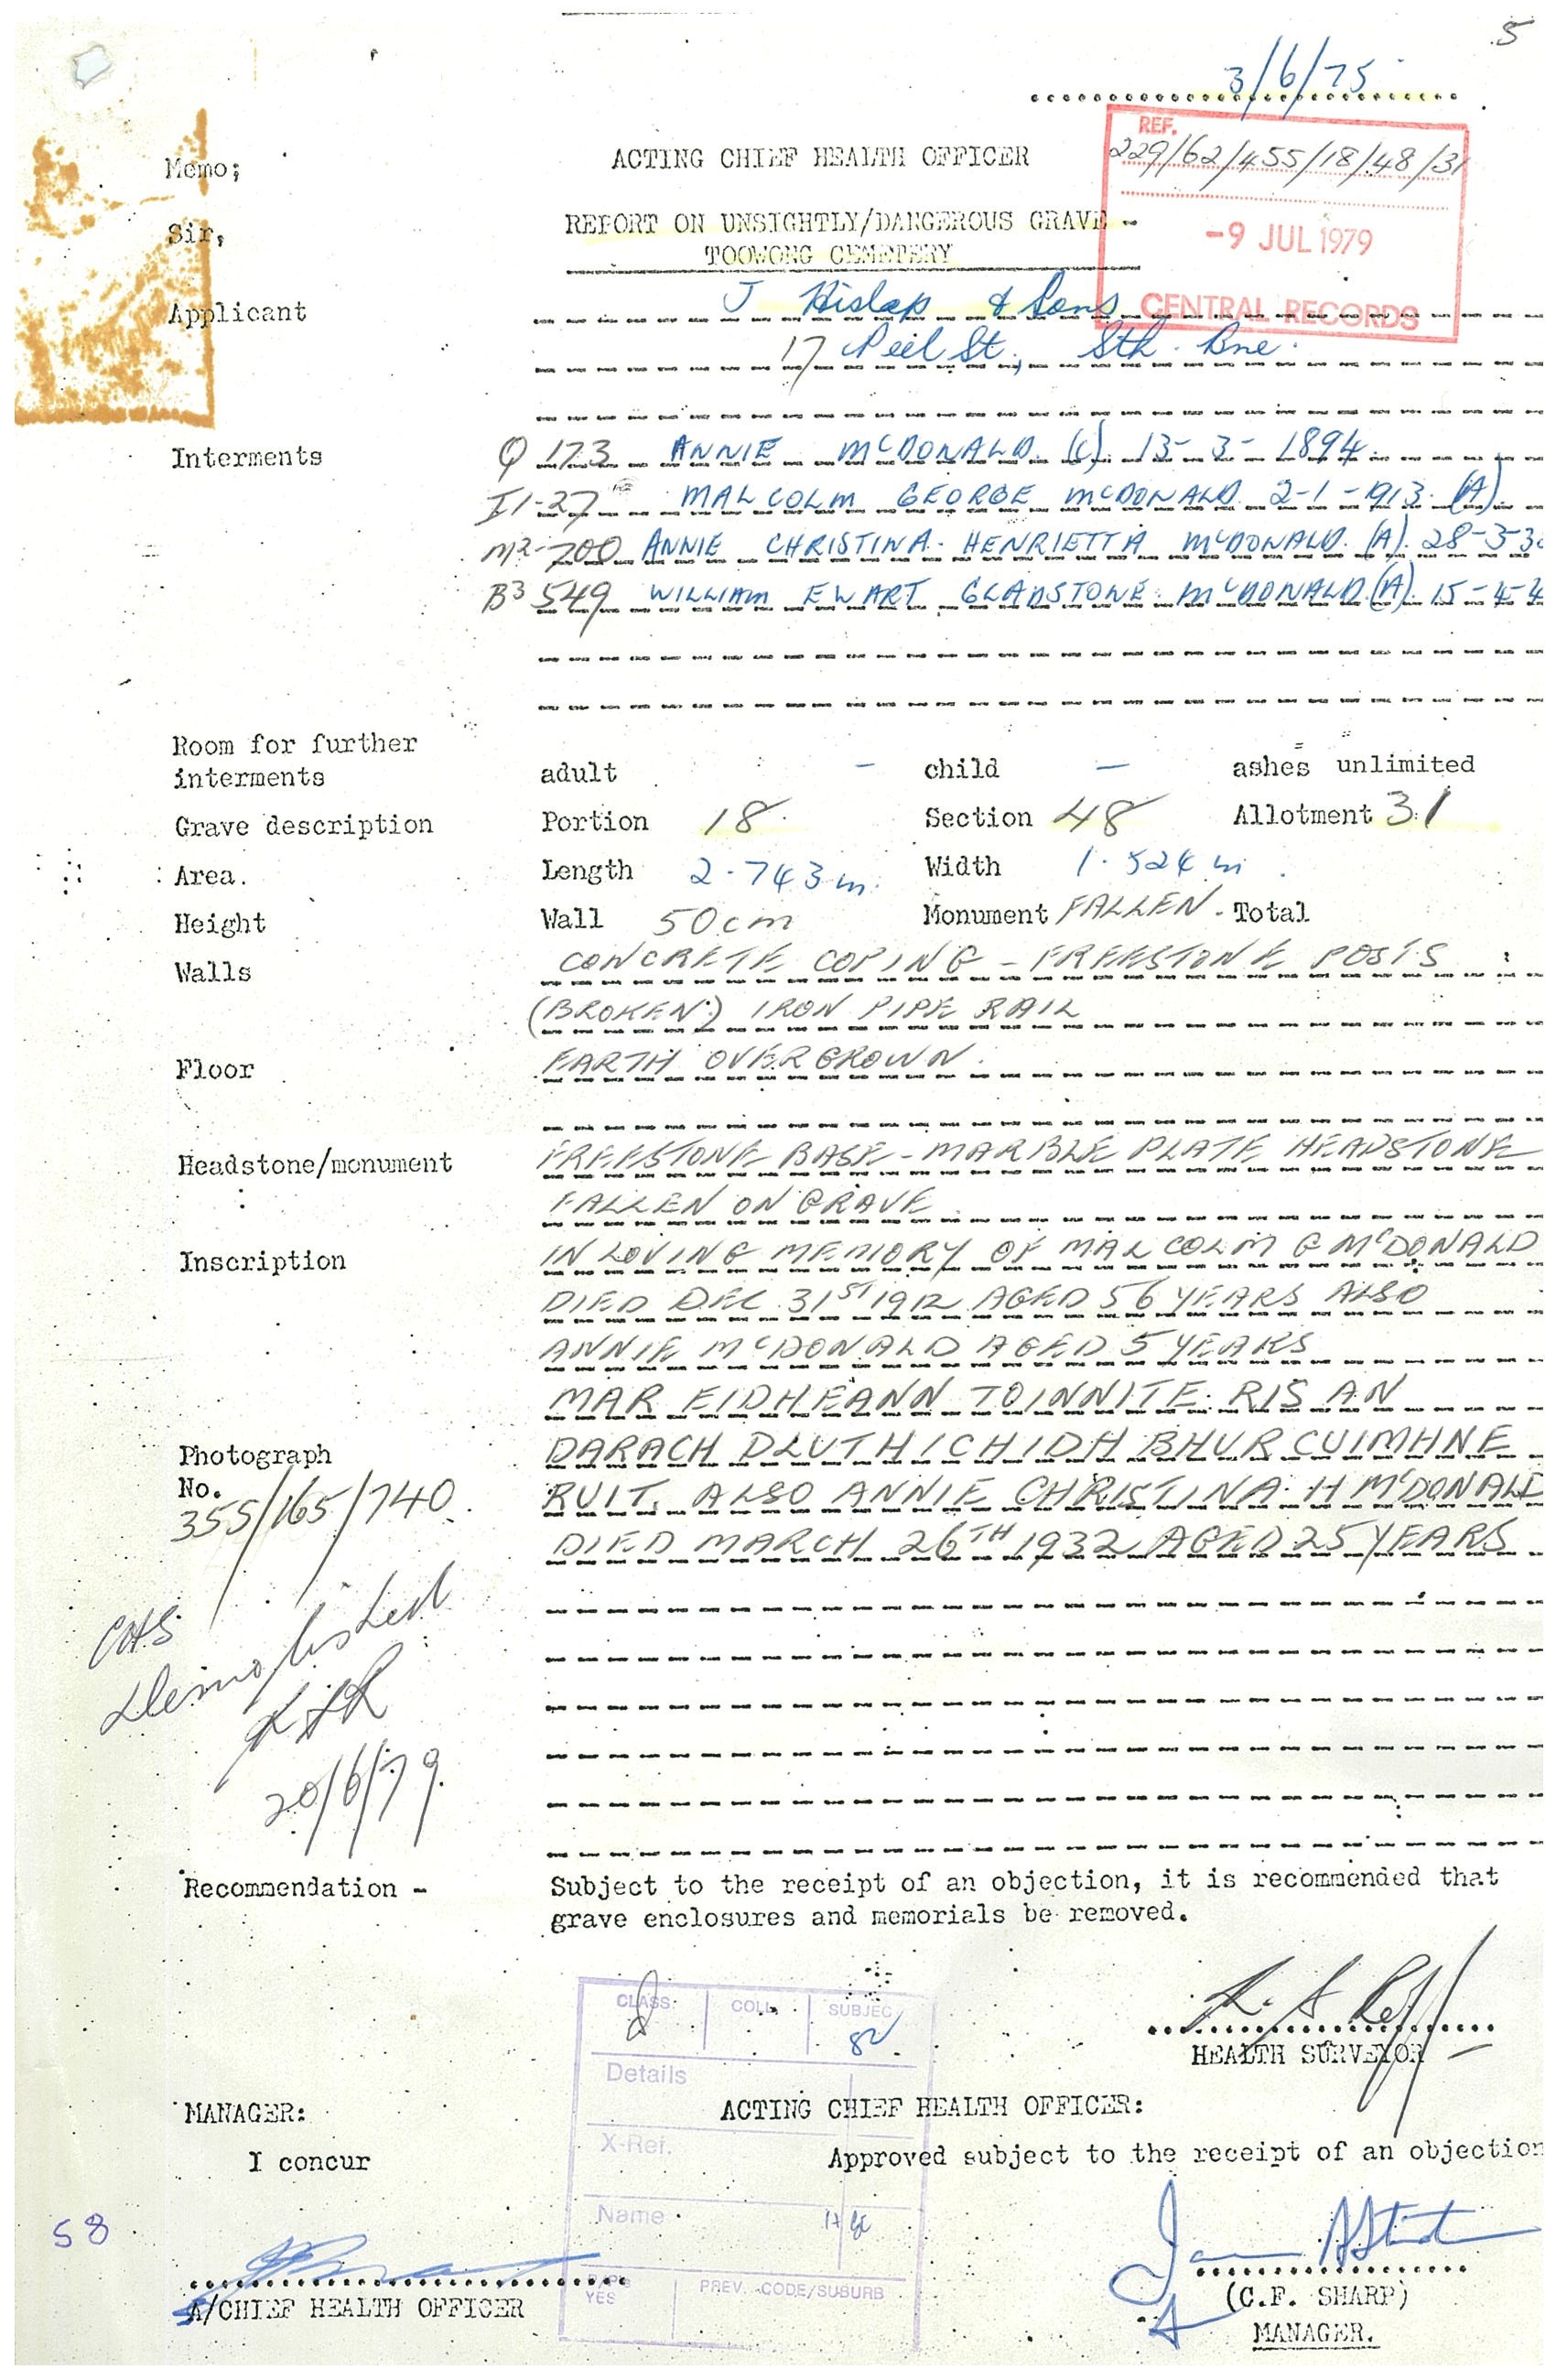 5
3/6/75
REF.
229/62/455/18/48/31
-9 JUL 1979
CENTRAL RECORDS
Memo;
ACTING CHIEF HEALTH OFFICER
Sir,
REPORT ON UNSIGHTLY/DANGEROUS GRAVE -
TOOWONG CEMETERY
Applicant J Hislop & Sons
17 Peel St., Sth. Bne.
Interments Q 173 ANNIE McDONALD. (C). 13-3-1894.
I1-27 MALCOLM GEORGE McDONALD. 2-1-1913. (A).
M2-700 ANNIE CHRISTINA HENRIETTA McDONALD. (A). 28-3-3
B3 549 WILLIAM EWART GLADSTONE McDONALD. (A). 15-4-4
Room for further
interments adult - child - ashes unlimited
Grave description Portion 18. Section 48 Allotment 31
Area. Length 2.743m. Width 1.524m.
Height Wall 50cm Monument FALLEN. Total
Walls CONCRETE COPING - FREESTONE POSTS
(BROKEN) IRON PIPE RAIL
Floor EARTH OVERGROWN.
Headstone/monument FREESTONE BASE - MARBLE PLATE HEADSTONE
FALLEN ON GRAVE
Inscription IN LOVING MEMORY OF MALCOLM G McDONALD
DIED DEC. 31ST 1912 AGED 56 YEARS ALSO
ANNIE McDONALD AGED 5 YEARS
MAR EIDHEANN TOINNITE RIS AN
Photograph DARACH DLUTHICHIDH BHUR CUIMHNE
No. RUIT. ALSO ANNIE CHRISTINA H McDONALD
355/165/740.
DIED MARCH 26TH 1932 AGED 25 YEARS
Demolished
20/6/79.
Recommendation - Subject to the receipt of an objection, it is recommended that
grave enclosures and memorials be removed.
CLASS. COLL. SUBJEC
82
HEALTH SURVEYOR
Details
MANAGER: ACTING CHIEF HEALTH OFFICER:
X-Ref.
I concur Approved subject to the receipt of an objection
Name
58
YES PREV. CODE/SUBURB
A/CHIEF HEALTH OFFICER (C.F. SHARP)
MANAGER.